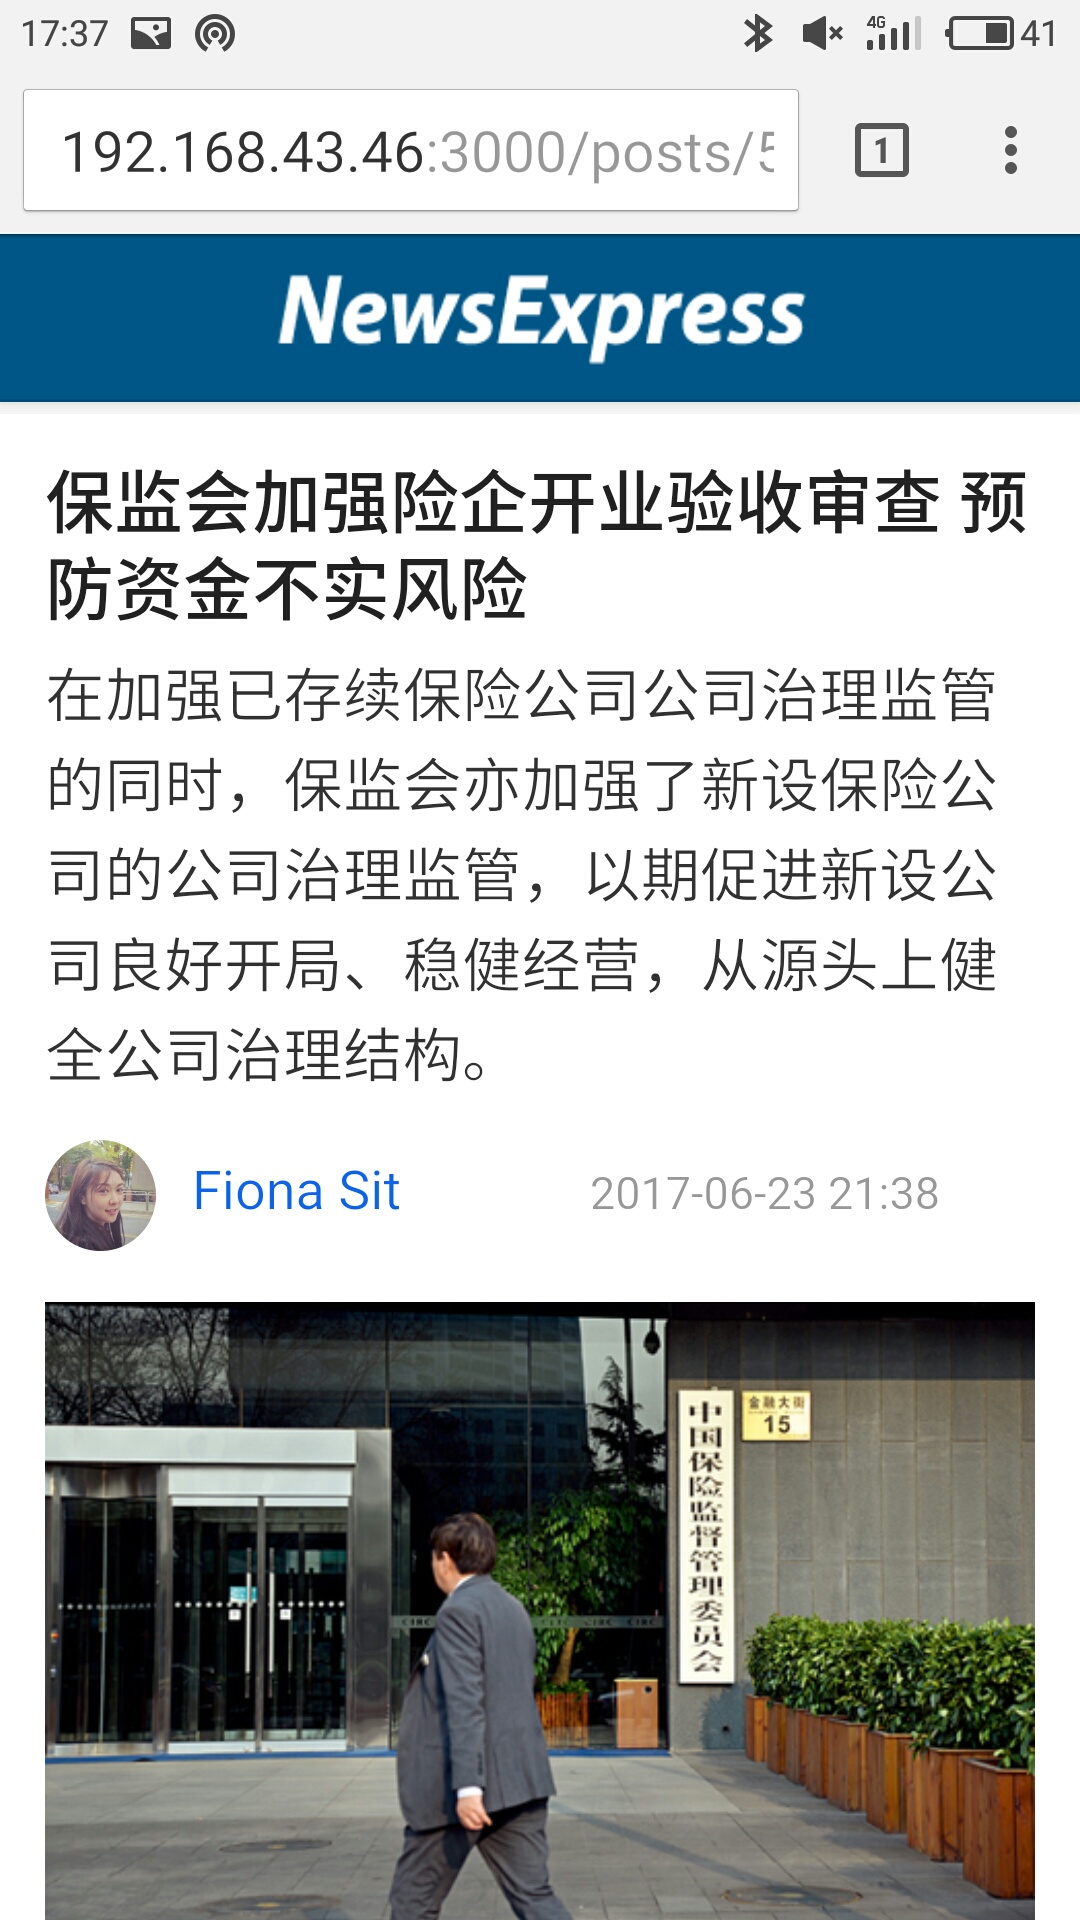 17:37
4G
41
192.168.43.46:3000/posts/5
1
NewsExpress
保监会加强险企开业验收审查 预
防资金不实风险
在加强已存续保险公司公司治理监管
的同时，保监会亦加强了新设保险公
司的公司治理监管，以期促进新设公
司良好开局、稳健经营，从源头上健
全公司治理结构。
Fiona Sit
2017-06-23 21:38
金融大街
15
中国保险监督管理委员会
CIRC
CIRC
CIRC